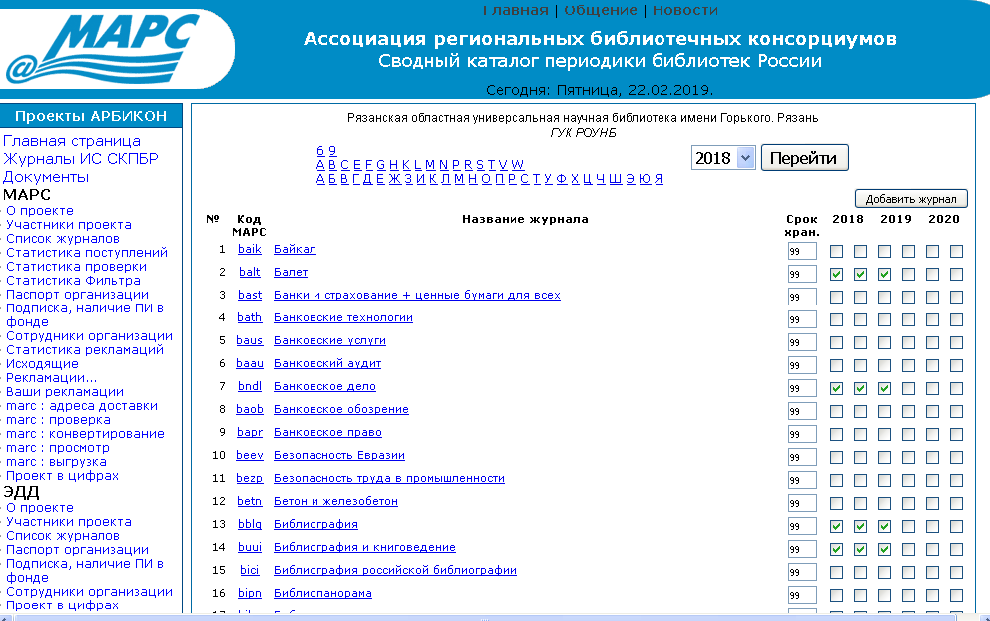 МАРС
@
Главная | Общение | Новости
Ассоциация региональных библиотечных консорциумов
Сводный каталог периодики библиотек России
Сегодня: Пятница, 22.02.2019.
Проекты АРБИКОН
Главная страница
Журналы ИС СКПБР
Документы
МАРС
О проекте
Участники проекта
Список журналов
Статистика поступлений
Статистика проверки
Статистика Фильтра
Паспорт организации
Подписка, наличие ПИ в
фонде
Сотрудники организации
Статистика рекламаций
Исходящие
Рекламации...
Ваши рекламации
marc : адреса доставки
marc : проверка
marc : конвертирование
marc : просмотр
marc : выгрузка
Проект в цифрах
ЭДД
О проекте
Участники проекта
Список журналов
Паспорт организации
Подписка, наличие ПИ в
фонде
Сотрудники организации
Проект в цифрах
Рязанская областная универсальная научная библиотека имени Горького. Рязань
ГУК РОУНБ
6 9
A B C E F G H K L M N P R S T V W
А Б В Г Д Е Ж З И К Л М Н О П Р С Т У Ф Х Ц Ч Ш Э Ю Я
2018 Перейти
Добавить журнал
№ Код МАРС Название журнала Срок хран. 2018 2019 2020
1 baik Байкал 99
2 balt Балет 99
3 bast Банки и страхование + ценные бумаги для всех 99
4 bath Банковские технологии 99
5 baus Банковские услуги 99
6 baau Банковский аудит 99
7 bndl Банковское дело 99
8 baob Банковское обозрение 99
9 bapr Банковское право 99
10 beev Безопасность Евразии 99
11 bezp Безопасность труда в промышленности 99
12 betn Бетон и железобетон 99
13 bblg Библиография 99
14 buui Библиография и книговедение 99
15 bici Библиография российской библиографии 99
16 bipn Библиспанорама 99